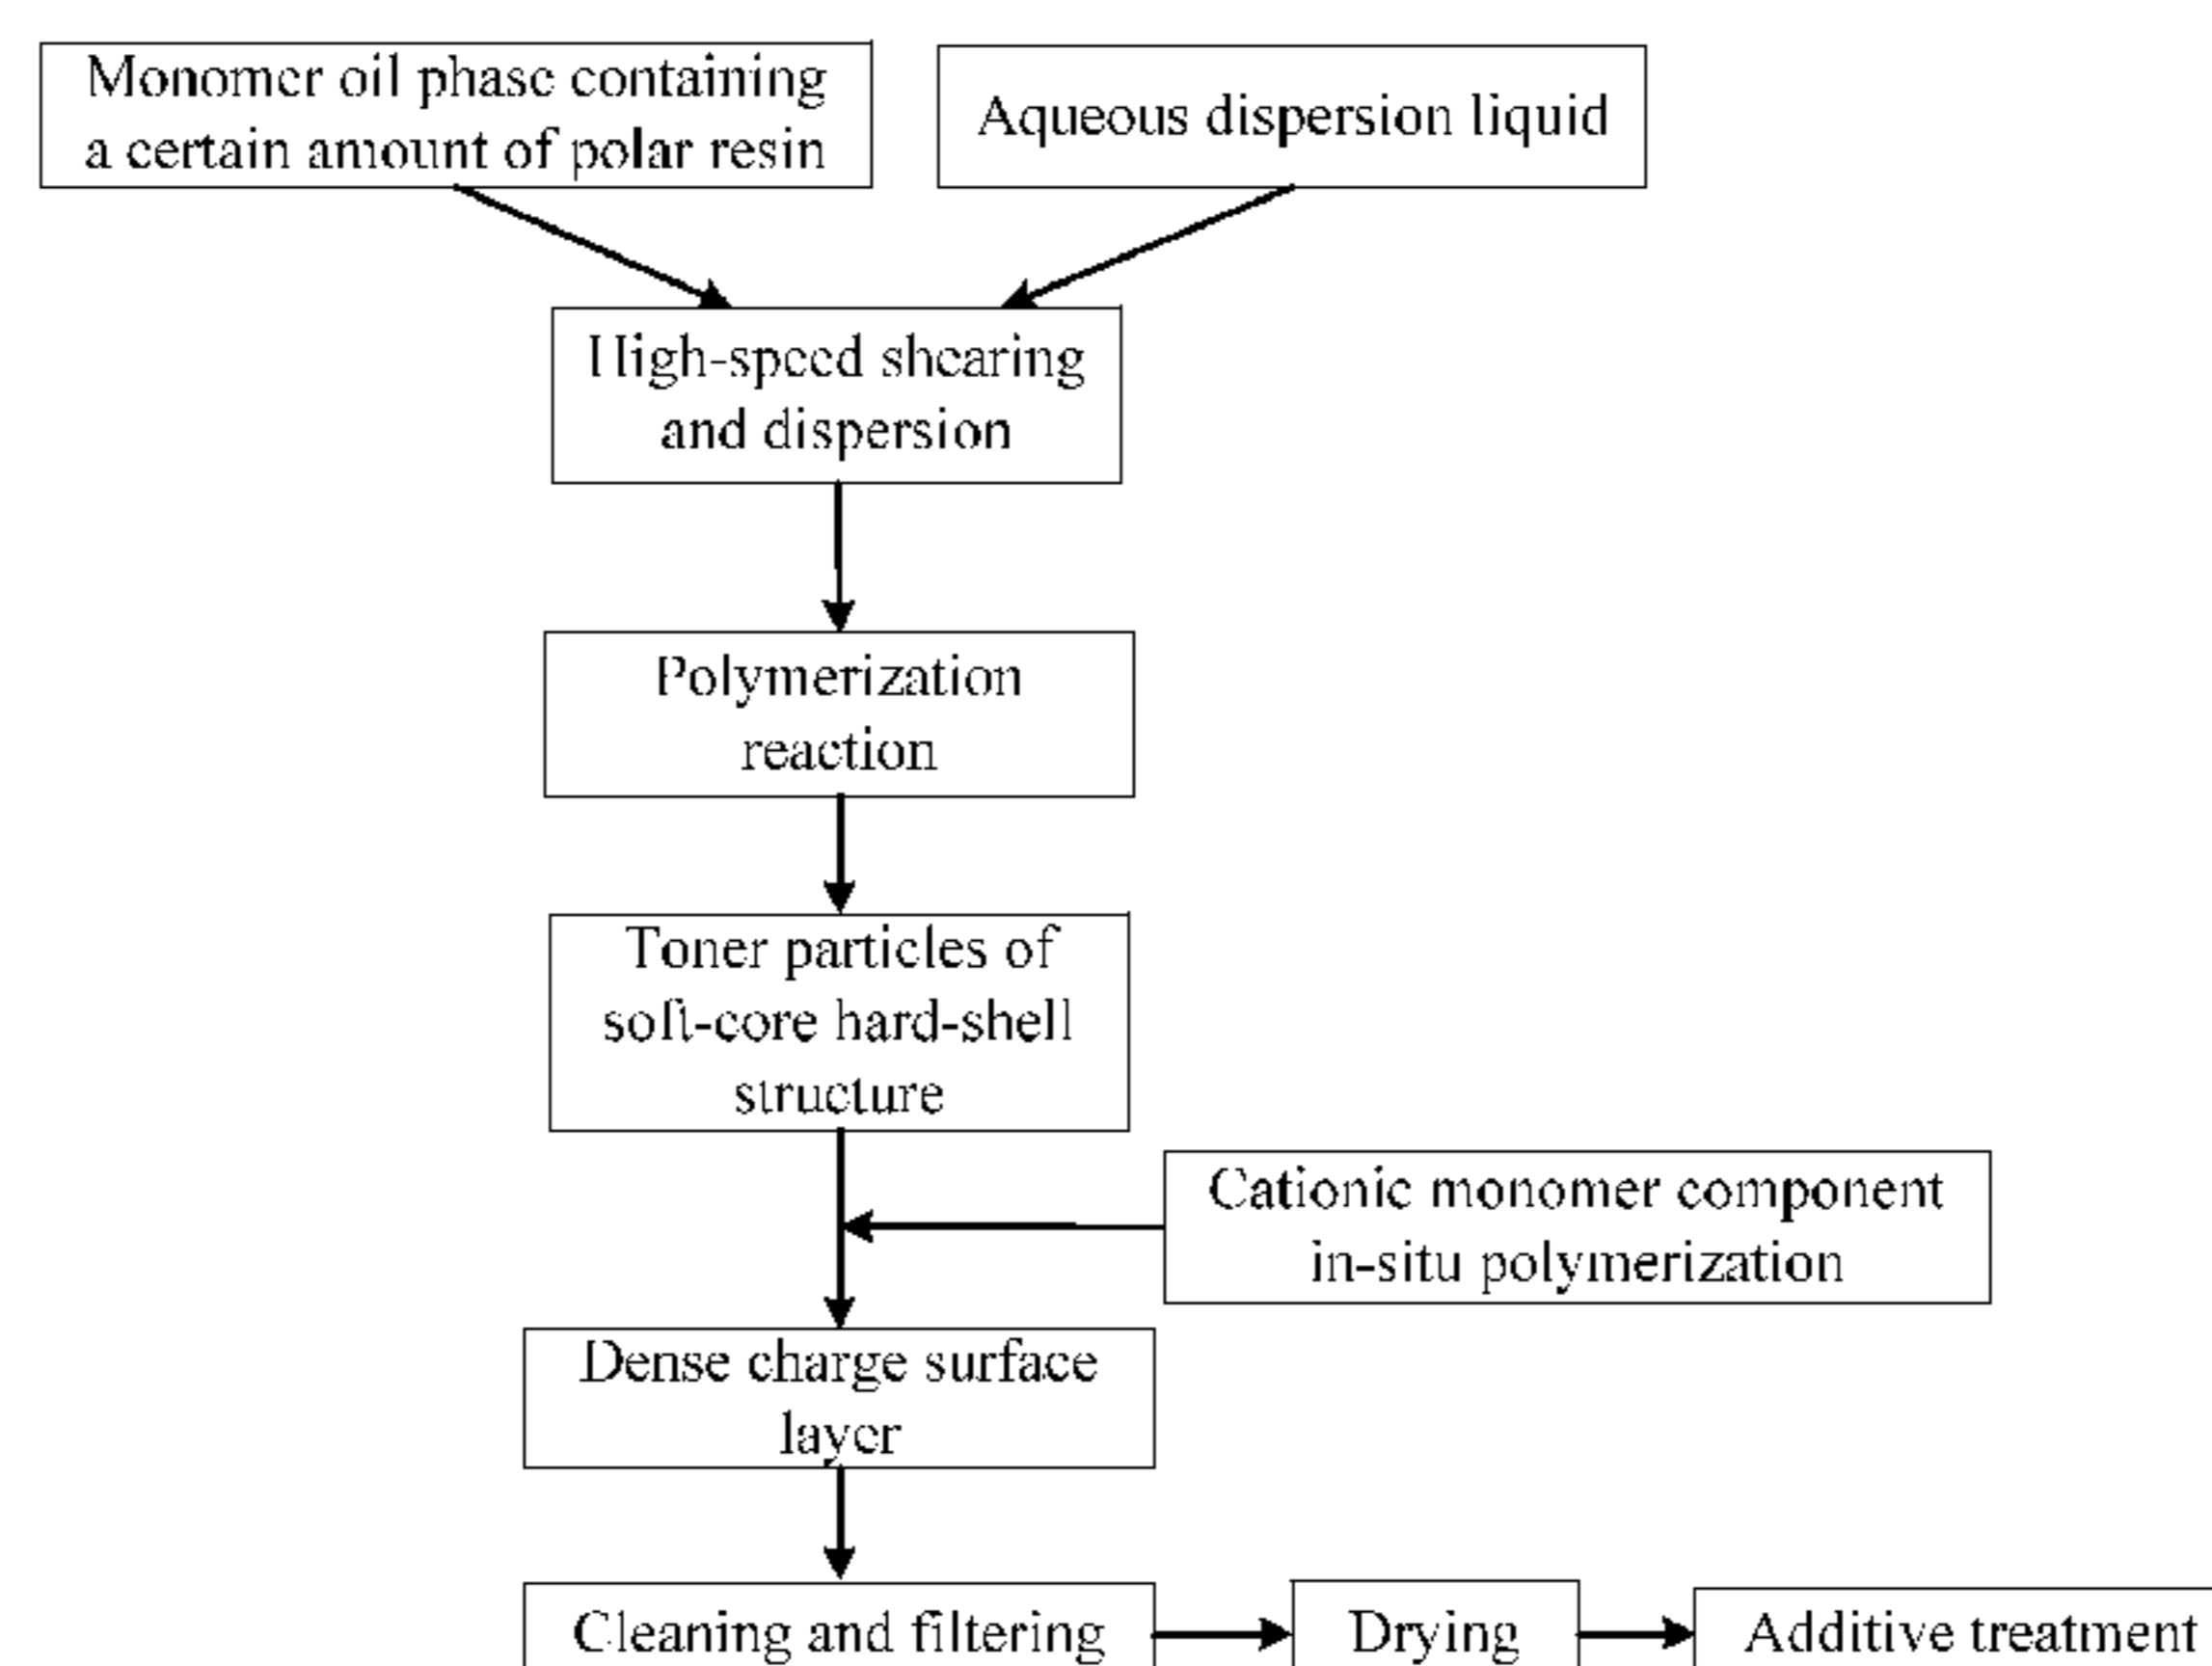 Monomer oil phase containing
a certain amount of polar resin
Aqueous dispersion liquid
High-speed shearing
and dispersion
Polymerization
reaction
Toner particles of
soft-core hard-shell
structure
Cationic monomer component
in-situ polymerization
Dense charge surface
layer
Cleaning and filtering
Drying
Additive treatment